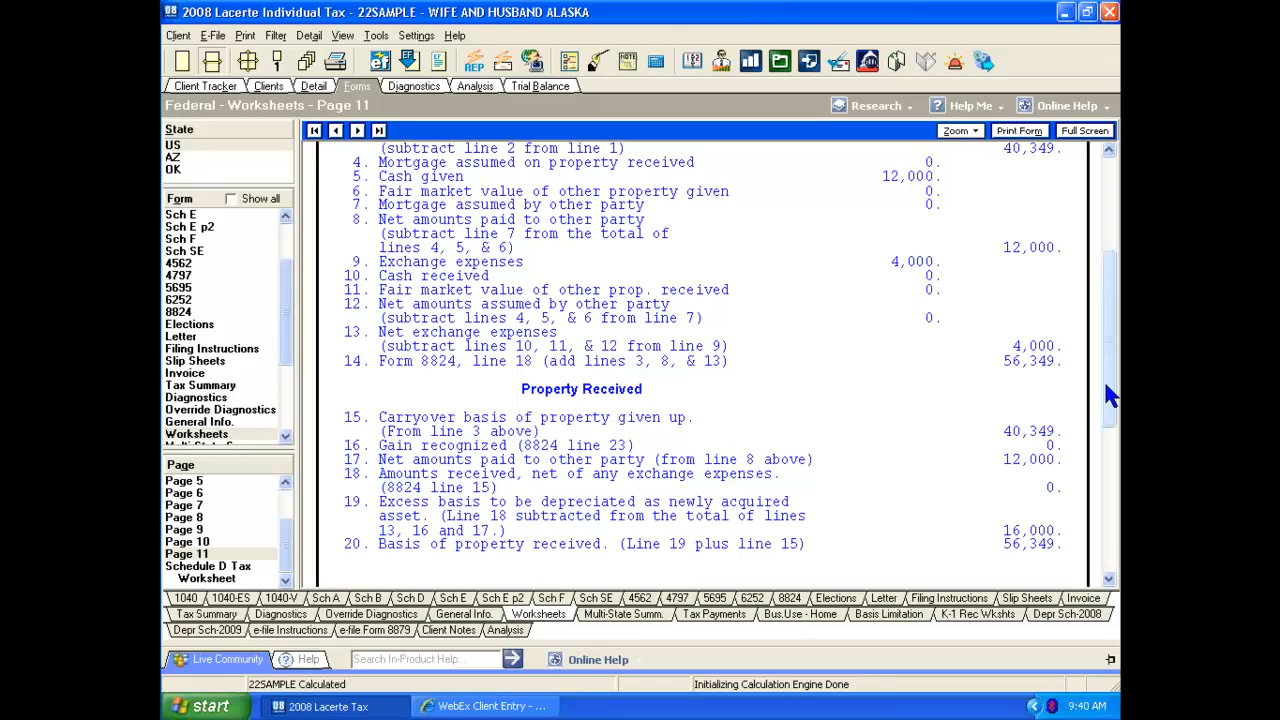 08 2008 Lacerte Individual Tax - 22SAMPLE - WIFE AND HUSBAND ALASKA
Client E-File Print Filter Detail View Tools Settings Help
Client Tracker Clients Detail Forms Diagnostics Analysis Trial Balance
Federal - Worksheets - Page 11
Research Help Me Online Help
State
US
AZ
OK
Form Show all
Sch E
Sch E p2
Sch F
Sch SE
4562
4797
5695
6252
8824
Elections
Letter
Filing Instructions
Slip Sheets
Invoice
Tax Summary
Diagnostics
Override Diagnostics
General Info.
Worksheets
Page
Page 5
Page 6
Page 7
Page 8
Page 9
Page 10
Page 11
Schedule D Tax
Worksheet
Zoom Print Form Full Screen
(subtract line 2 from line 1) 40,349.
4. Mortgage assumed on property received 0.
5. Cash given 12,000.
6. Fair market value of other property given 0.
7. Mortgage assumed by other party 0.
8. Net amounts paid to other party
(subtract line 7 from the total of
lines 4, 5, & 6) 12,000.
9. Exchange expenses 4,000.
10. Cash received 0.
11. Fair market value of other prop. received 0.
12. Net amounts assumed by other party
(subtract lines 4, 5, & 6 from line 7) 0.
13. Net exchange expenses
(subtract lines 10, 11, & 12 from line 9) 4,000.
14. Form 8824, line 18 (add lines 3, 8, & 13) 56,349.
Property Received
15. Carryover basis of property given up.
(From line 3 above) 40,349.
16. Gain recognized (8824 line 23) 0.
17. Net amounts paid to other party (from line 8 above) 12,000.
18. Amounts received, net of any exchange expenses.
(8824 line 15) 0.
19. Excess basis to be depreciated as newly acquired
asset. (Line 18 subtracted from the total of lines
13, 16 and 17.) 16,000.
20. Basis of property received. (Line 19 plus line 15) 56,349.
1040 1040-ES 1040-V Sch A Sch B Sch D Sch E Sch E p2 Sch F Sch SE 4562 4797 5695 6252 8824 Elections Letter Filing Instructions Slip Sheets Invoice
Tax Summary Diagnostics Override Diagnostics General Info. Worksheets Multi-State Summ. Tax Payments Bus.Use - Home Basis Limitation K-1 Rec Wkshts Depr Sch-2008
Depr Sch-2009 e-file Instructions e-file Form 8879 Client Notes Analysis
Live Community Help Search In-Product Help... Online Help
22SAMPLE Calculated Initializing Calculation Engine Done
start 08 2008 Lacerte Tax WebEx Client Entry - ... 9:40 AM